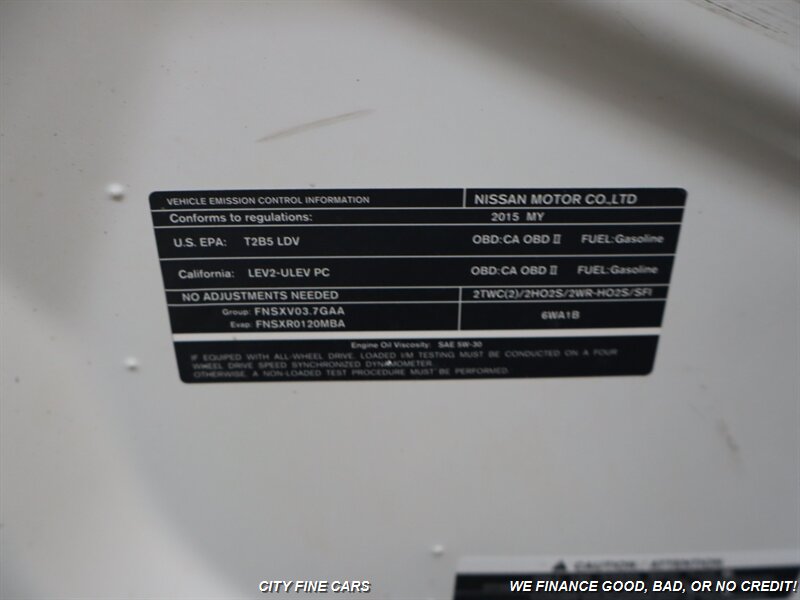 VEHICLE EMISSION CONTROL INFORMATION NISSAN MOTOR CO.,LTD
Conforms to regulations: 2015 MY
U.S. EPA: T2B5 LDV OBD:CA OBD II FUEL:Gasoline
California: LEV2-ULEV PC OBD:CA OBD II FUEL:Gasoline
NO ADJUSTMENTS NEEDED 2TWC(2)/2HO2S/2WR-HO2S/SFI
Group: FNSXV03.7GAA
Evap: FNSXR0120MBA
6WA1B
Engine Oil Viscosity: SAE 5W-30
IF EQUIPPED WITH ALL-WHEEL DRIVE, LOADED I/M TESTING MUST BE CONDUCTED ON A FOUR
WHEEL DRIVE SPEED SYNCHRONIZED DYNAMOMETER.
OTHERWISE, A NON-LOADED TEST PROCEDURE MUST BE PERFORMED.
CAUTION / ATTENTION
CITY FINE CARS WE FINANCE GOOD, BAD, OR NO CREDIT!